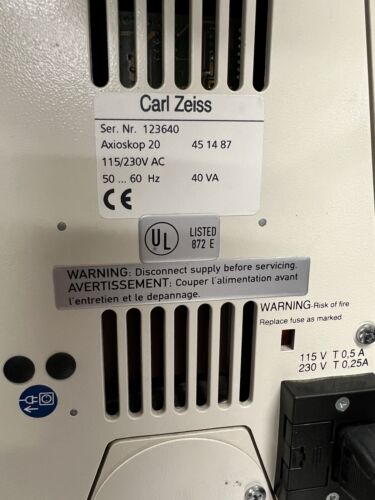 Carl Zeiss
Ser. Nr. 123640
Axioskop 20 45 14 87
115/230V AC
50 ... 60 Hz 40 VA
CE
UL LISTED
872 E
WARNING: Disconnect supply before servicing.
AVERTISSEMENT: Couper l'alimentation avant
l'entretien et le depannage.
WARNING-Risk of fire
Replace fuse as marked
115 V T 0,5 A
230 V T 0,25A